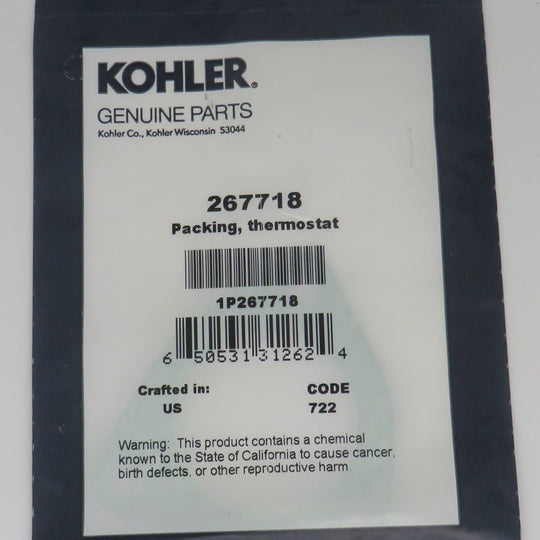 KOHLER®
GENUINE PARTS
Kohler Co., Kohler Wisconsin 53044
267718
Packing, thermostat
1P267718
6 50531 31262 4
Crafted in: CODE
US 722
Warning: This product contains a chemical
known to the State of California to cause cancer,
birth defects, or other reproductive harm.